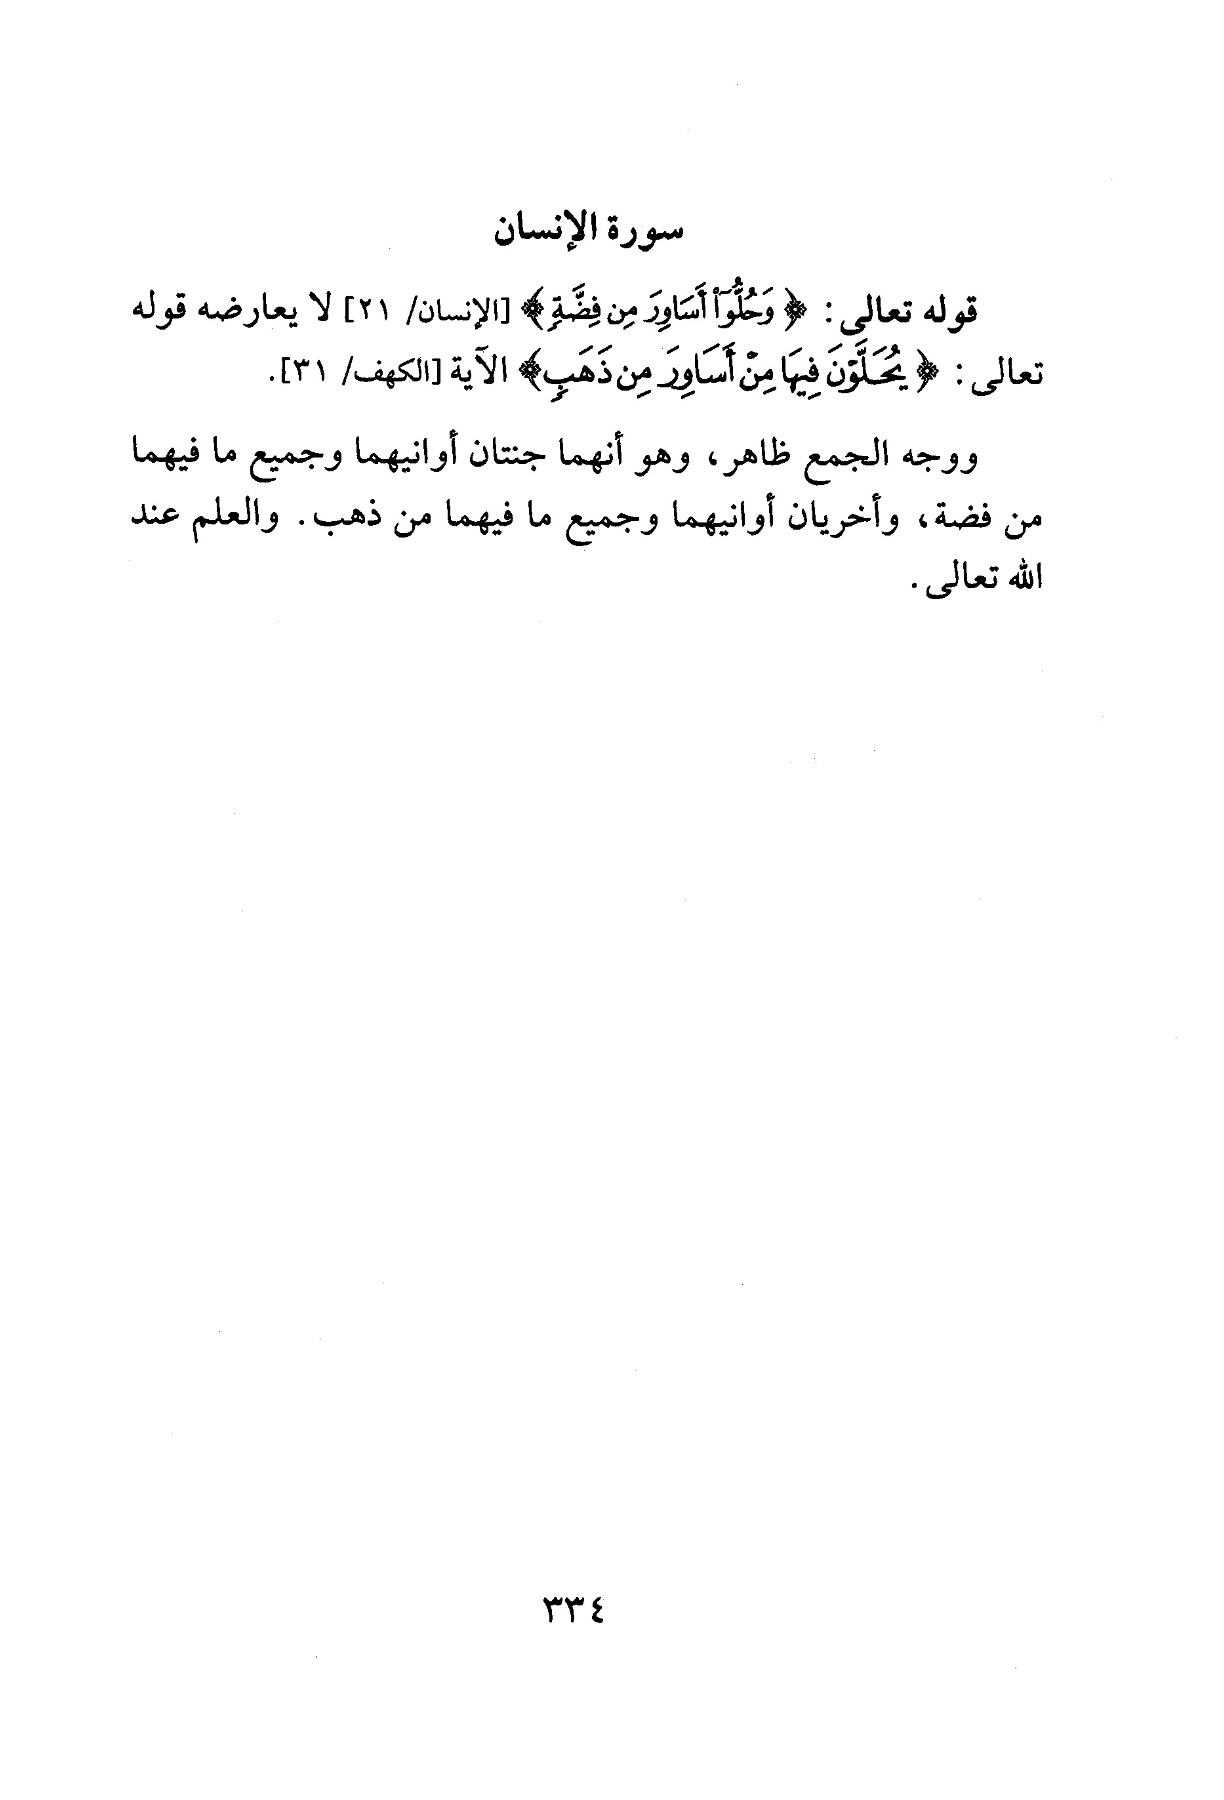 سورة الإنسان
قوله تعالى: ﴿وَحُلُّوٓا۟ أَسَاوِرَ مِن فِضَّةٍ﴾ [الإنسان/ ٢١] لا يعارضه قوله
تعالى: ﴿يُحَلَّوْنَ فِيهَا مِنْ أَسَاوِرَ مِن ذَهَبٍ﴾ الآية [الكهف/ ٣١].
ووجه الجمع ظاهر، وهو أنهما جنتان أوانيهما وجميع ما فيهما
من فضة، وأخريان أوانيهما وجميع ما فيهما من ذهب. والعلم عند
الله تعالى.
٣٣٤